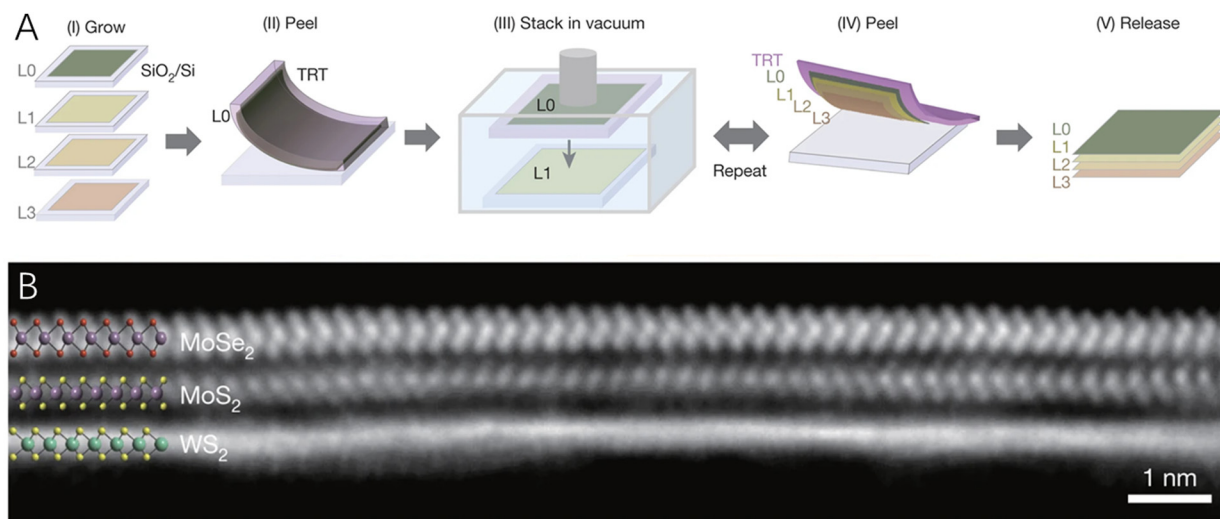 A
(I) Grow
(II) Peel
(III) Stack in vacuum
(IV) Peel
(V) Release
L0
SiO₂/Si
L1
L2
L3
L0
TRT
L0
L1
Repeat
TRT
L0
L1
L2
L3
L0
L1
L2
L3
B
MoSe₂
MoS₂
WS₂
1 nm